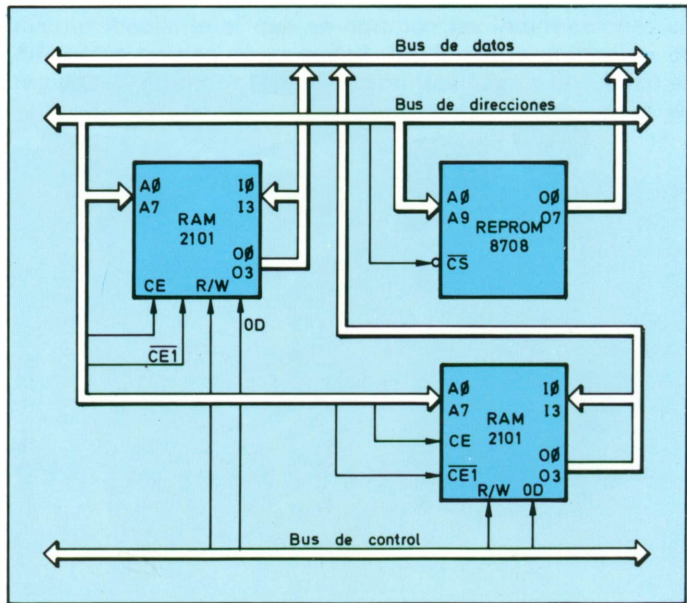 Bus de datos
Bus de direcciones
AØ
A7
IØ
I3
RAM
2101
OØ
O3
CE
R/W
CE1
OD
AØ
A9
OØ
O7
REPROM
8708
CS
AØ
A7
IØ
I3
RAM
2101
CE
OØ
O3
CE1
R/W
OD
Bus de control